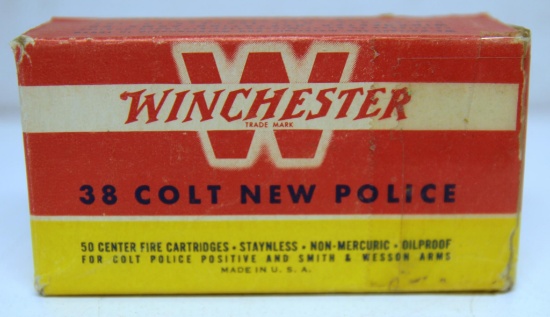 W
WINCHESTER
TRADE MARK
38 COLT NEW POLICE
50 CENTER FIRE CARTRIDGES • STAYNLESS • NON-MERCURIC • OILPROOF
FOR COLT POLICE POSITIVE AND SMITH & WESSON ARMS
MADE IN U. S. A.